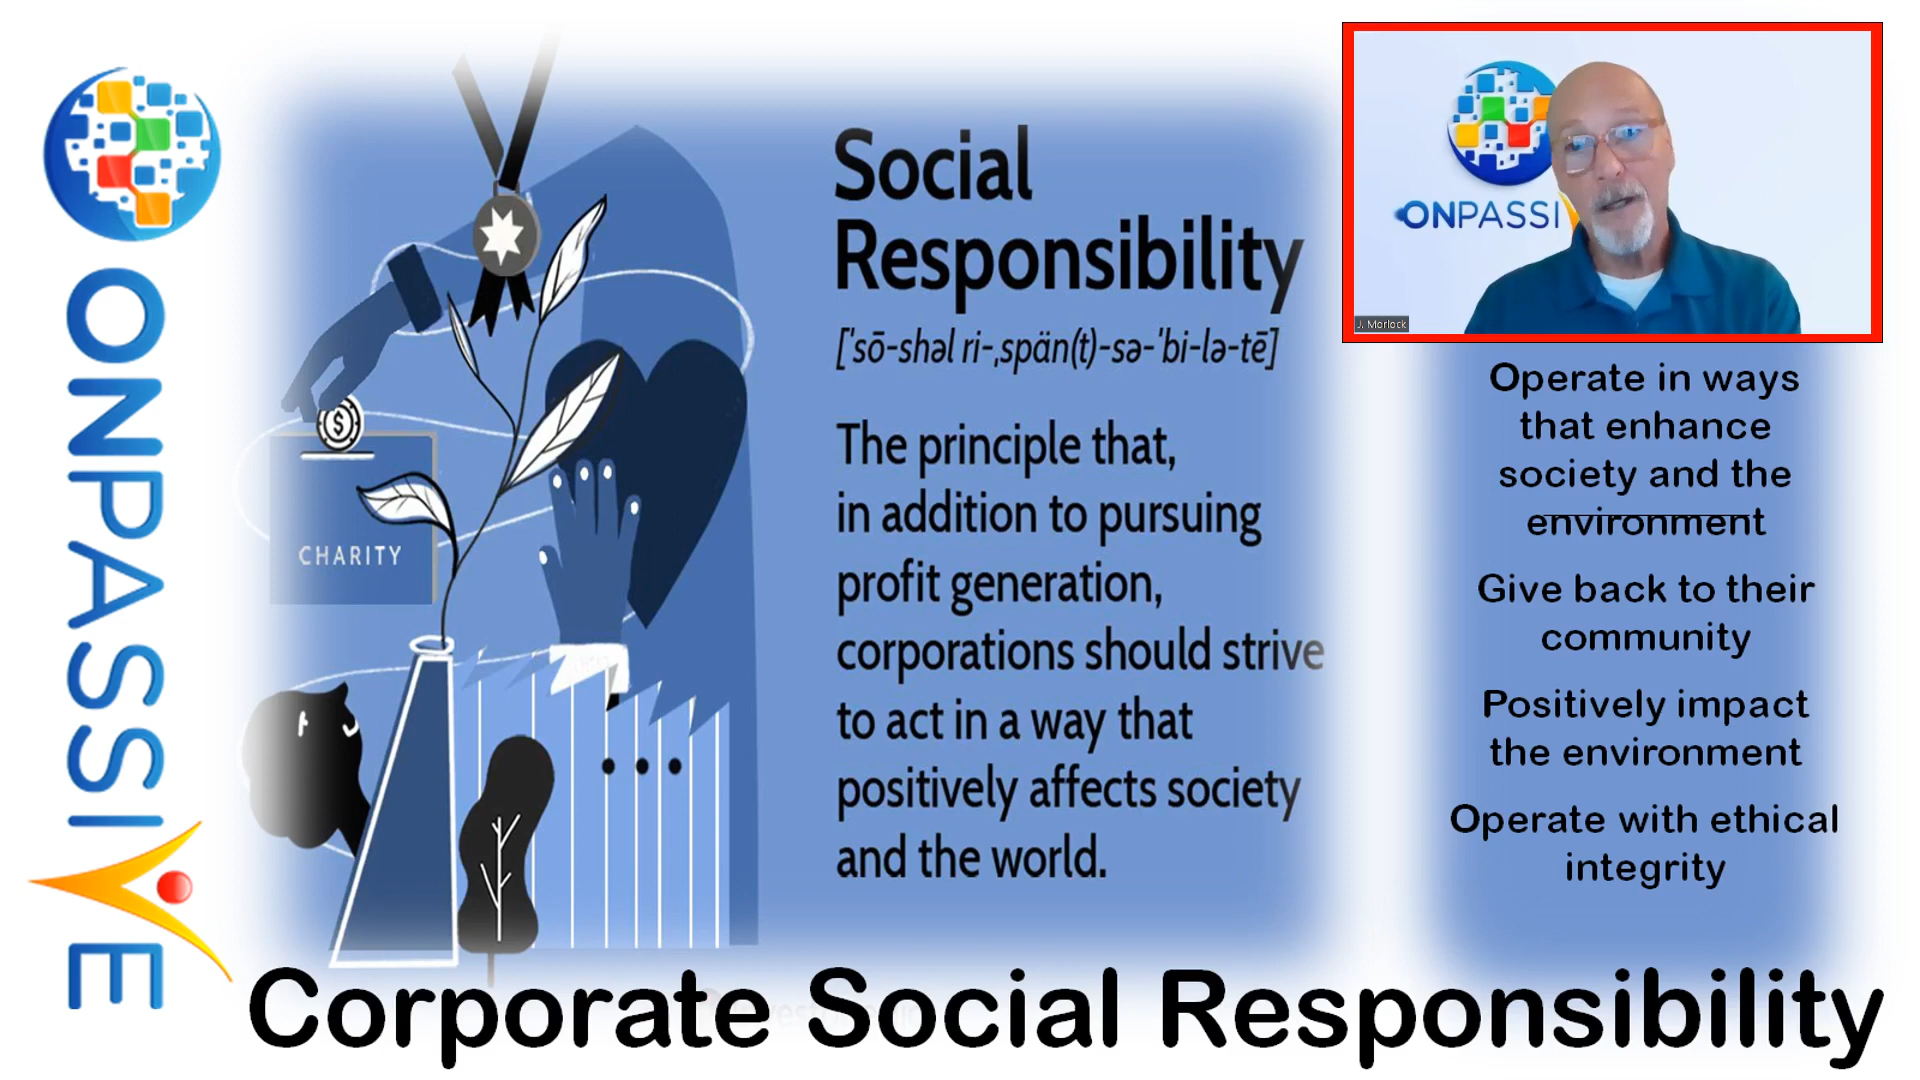 ONPASSIVE
Social
Responsibility
['sō-shəl ri-ˌspän(t)-sə-'bi-lə-tē]
The principle that,
in addition to pursuing
profit generation,
corporations should strive
to act in a way that
positively affects society
and the world.
CHARITY
$
ONPASSI
J. Morlock
Operate in ways
that enhance
society and the
environment
Give back to their
community
Positively impact
the environment
Operate with ethical
integrity
Corporate Social Responsibility